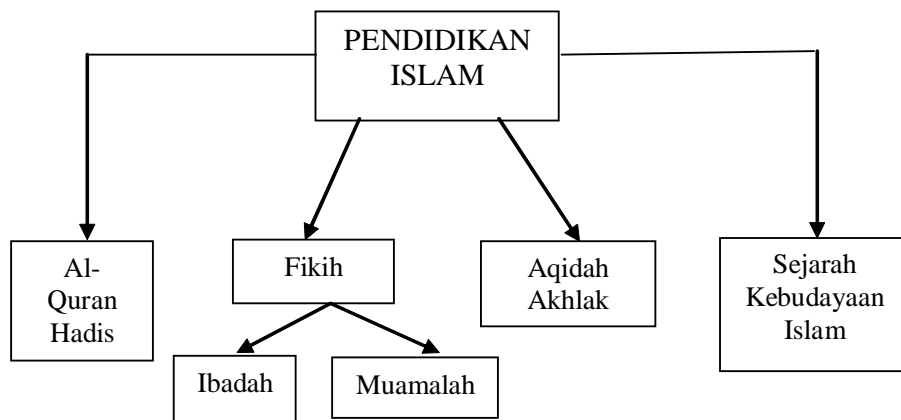 PENDIDIKAN
ISLAM
Al-
Quran
Hadis
Fikih
Aqidah
Akhlak
Sejarah
Kebudayaan
Islam
Ibadah
Muamalah